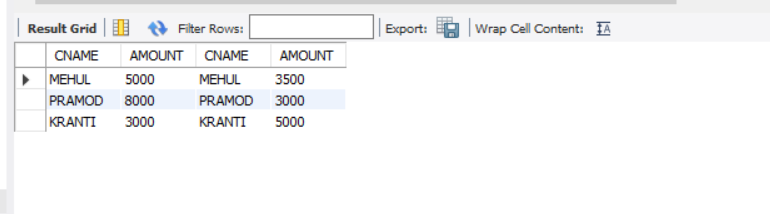 Result Grid Filter Rows: Export: Wrap Cell Content:
CNAME AMOUNT CNAME AMOUNT
MEHUL 5000 MEHUL 3500
PRAMOD 8000 PRAMOD 3000
KRANTI 3000 KRANTI 5000